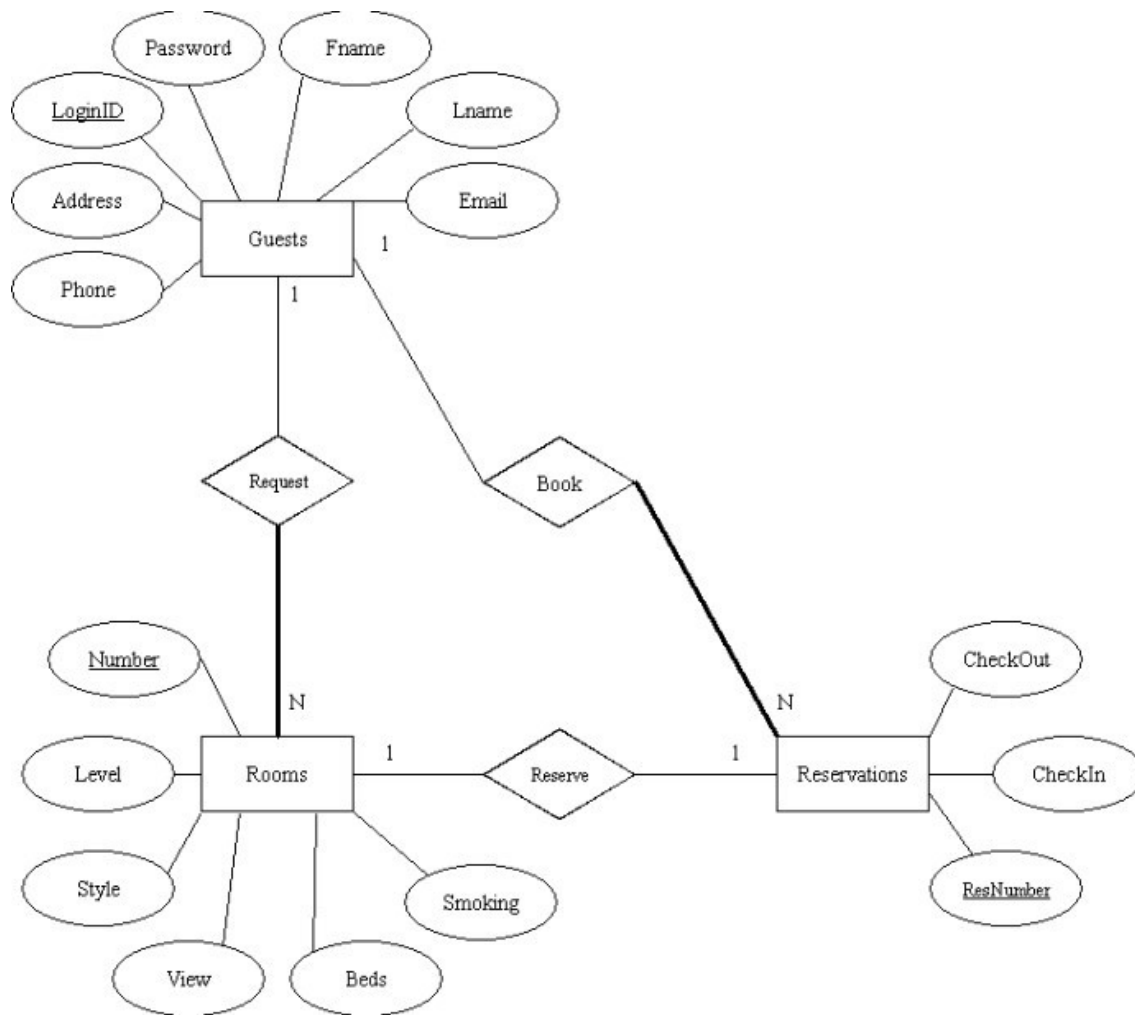 Password
Fname
LoginID
Lname
Address
Email
Guests
1
Phone
1
Request
Book
Number
CheckOut
N
N
Level
Rooms
1
Reserve
1
Reservations
CheckIn
Style
Smoking
ResNumber
View
Beds